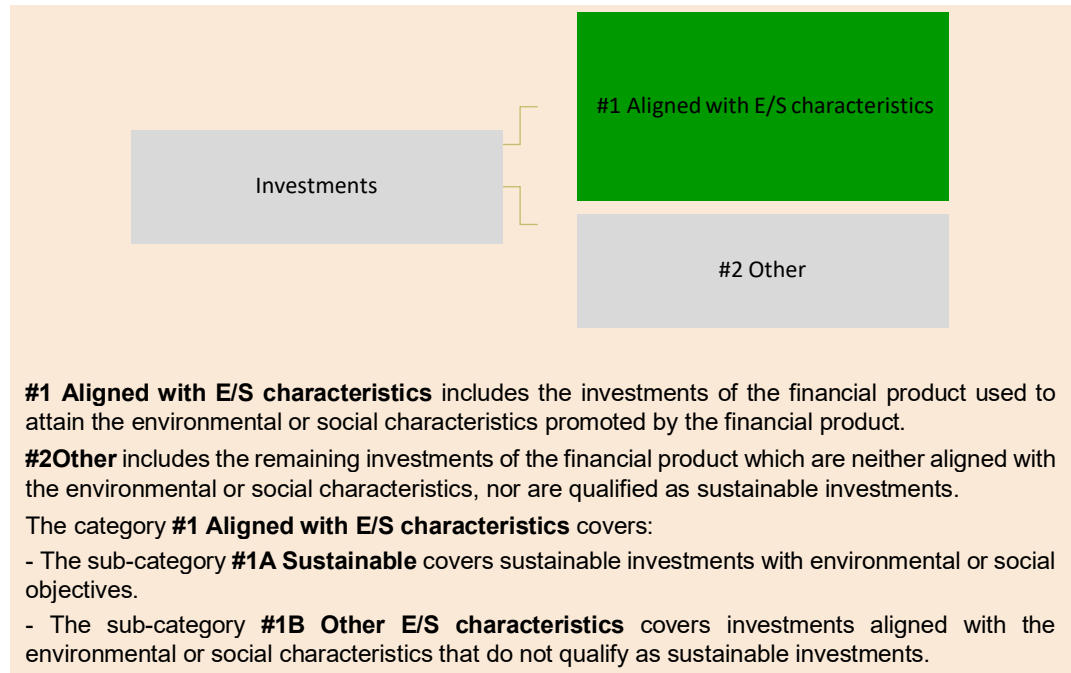 #1 Aligned with E/S characteristics
Investments
#2 Other
#1 Aligned with E/S characteristics includes the investments of the financial product used to
attain the environmental or social characteristics promoted by the financial product.
#2Other includes the remaining investments of the financial product which are neither aligned with
the environmental or social characteristics, nor are qualified as sustainable investments.
The category #1 Aligned with E/S characteristics covers:
- The sub-category #1A Sustainable covers sustainable investments with environmental or social
objectives.
- The sub-category #1B Other E/S characteristics covers investments aligned with the
environmental or social characteristics that do not qualify as sustainable investments.